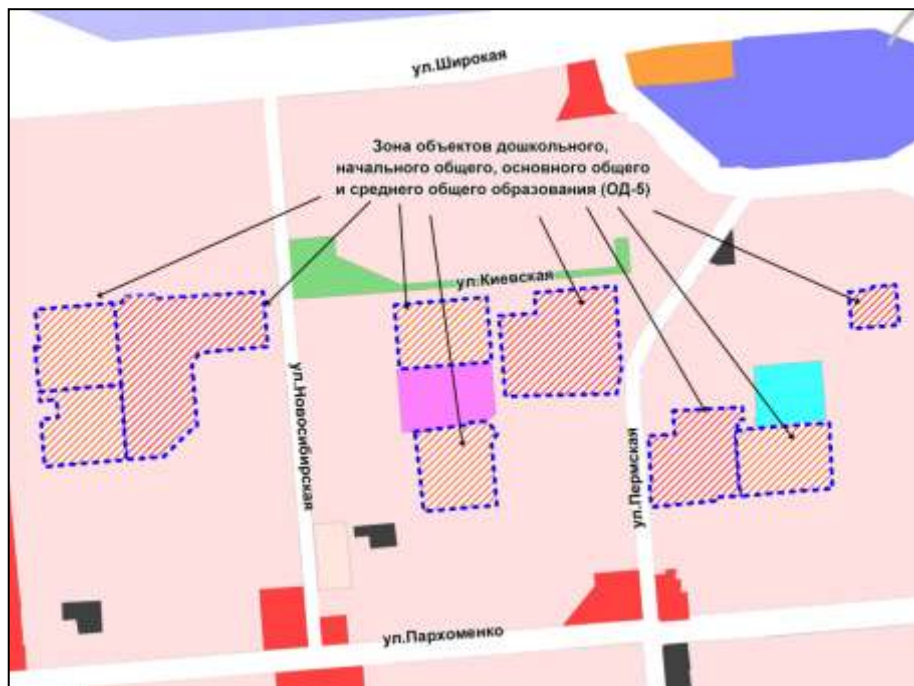 ул.Широкая
Зона объектов дошкольного,
начального общего, основного общего
и среднего общего образования (ОД-5)
ул.Киевская
ул.Новосибирская
ул.Пермская
ул.Пархоменко